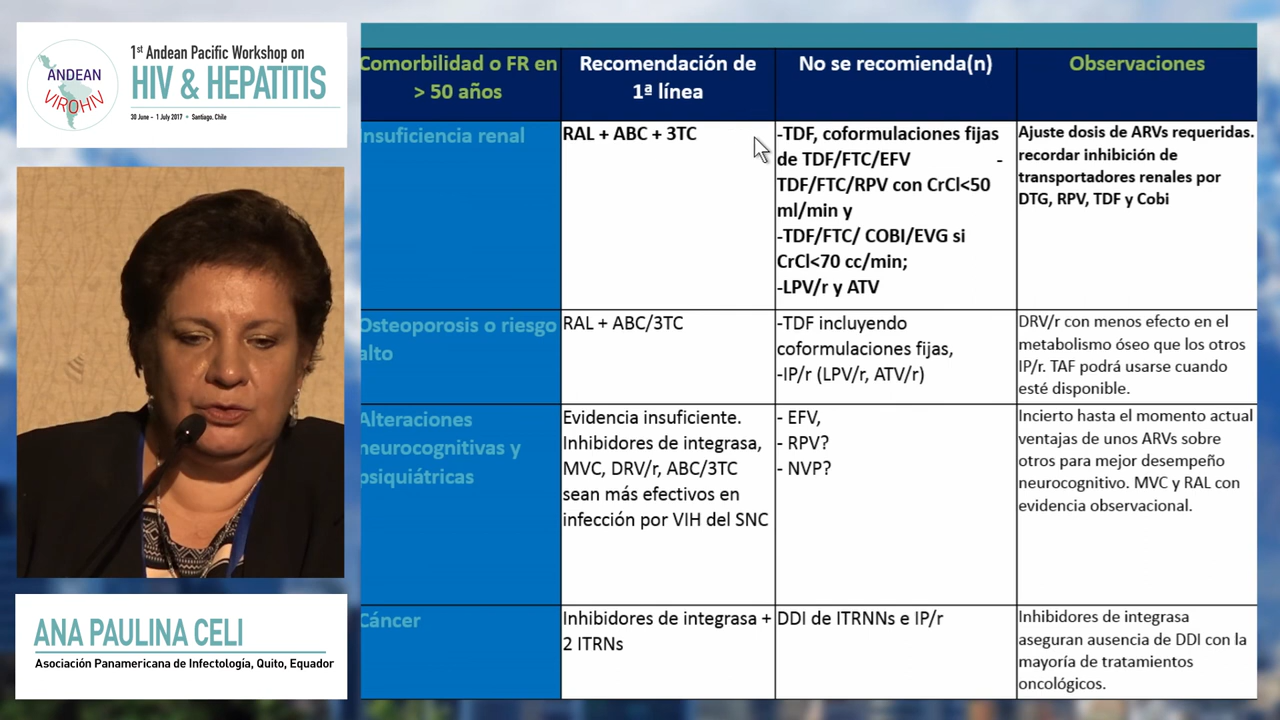 1st Andean Pacific Workshop on
HIV & HEPATITIS
30 June – 1 July 2017 • Santiago, Chile
ANDEAN
VIROHIV
ANA PAULINA CELI
Asociación Panamericana de Infectología, Quito, Equador
Comorbilidad o FR en
> 50 años
Recomendación de
1ª línea
No se recomienda(n)
Observaciones
Insuficiencia renal
RAL + ABC + 3TC
-TDF, coformulaciones fijas
de TDF/FTC/EFV -
TDF/FTC/RPV con CrCl<50
ml/min y
-TDF/FTC/ COBI/EVG si
CrCl<70 cc/min;
-LPV/r y ATV
Ajuste dosis de ARVs requeridas.
recordar inhibición de
transportadores renales por
DTG, RPV, TDF y Cobi
Osteoporosis o riesgo
alto
RAL + ABC/3TC
-TDF incluyendo
coformulaciones fijas,
-IP/r (LPV/r, ATV/r)
DRV/r con menos efecto en el
metabolismo óseo que los otros
IP/r. TAF podrá usarse cuando
esté disponible.
Alteraciones
neurocognitivas y
psiquiátricas
Evidencia insuficiente.
Inhibidores de integrasa,
MVC, DRV/r, ABC/3TC
sean más efectivos en
infección por VIH del SNC
- EFV,
- RPV?
- NVP?
Incierto hasta el momento actual
ventajas de unos ARVs sobre
otros para mejor desempeño
neurocognitivo. MVC y RAL con
evidencia observacional.
Cáncer
Inhibidores de integrasa +
2 ITRNs
DDI de ITRNNs e IP/r
Inhibidores de integrasa
aseguran ausencia de DDI con la
mayoría de tratamientos
oncológicos.